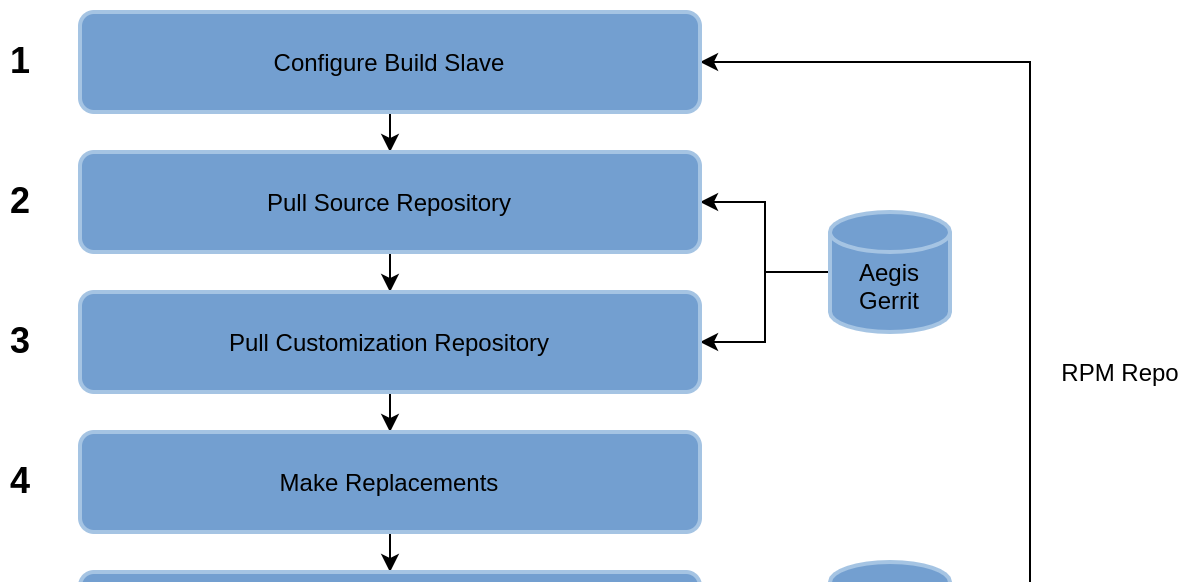 1
Configure Build Slave
2
Pull Source Repository
Aegis
Gerrit
3
Pull Customization Repository
RPM Repo
4
Make Replacements